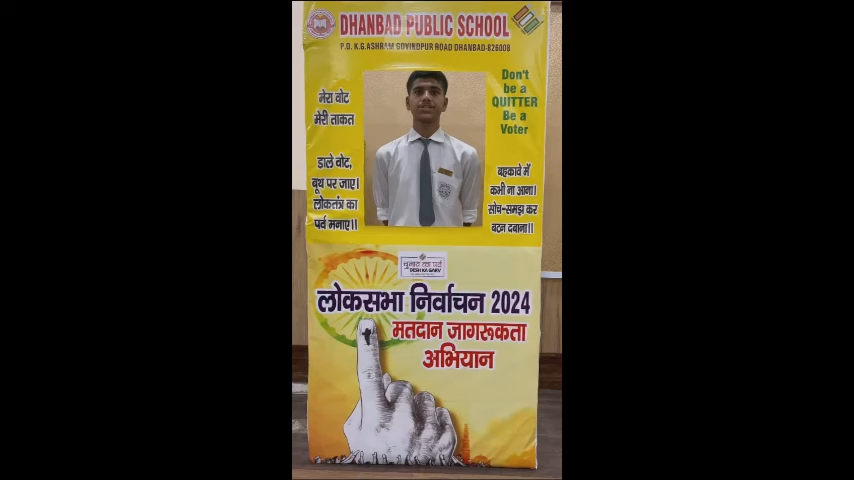 DHANBAD PUBLIC SCHOOL
P.O. K.G.ASHRAM GOVINDPUR ROAD DHANBAD-826008
मेरा वोट
मेरी ताकत
डाले वोट,
बूथ पर जाए।
लोकतंत्र का
पर्व मनाए।।
Don't
be a
QUITTER
Be a
Voter
बहकावे में
कभी ना आना।
सोच-समझ कर
बटन दबाना।।
चुनाव का पर्व
DESH KA GARV
लोकसभा निर्वाचन 2024
मतदान जागरूकता
अभियान